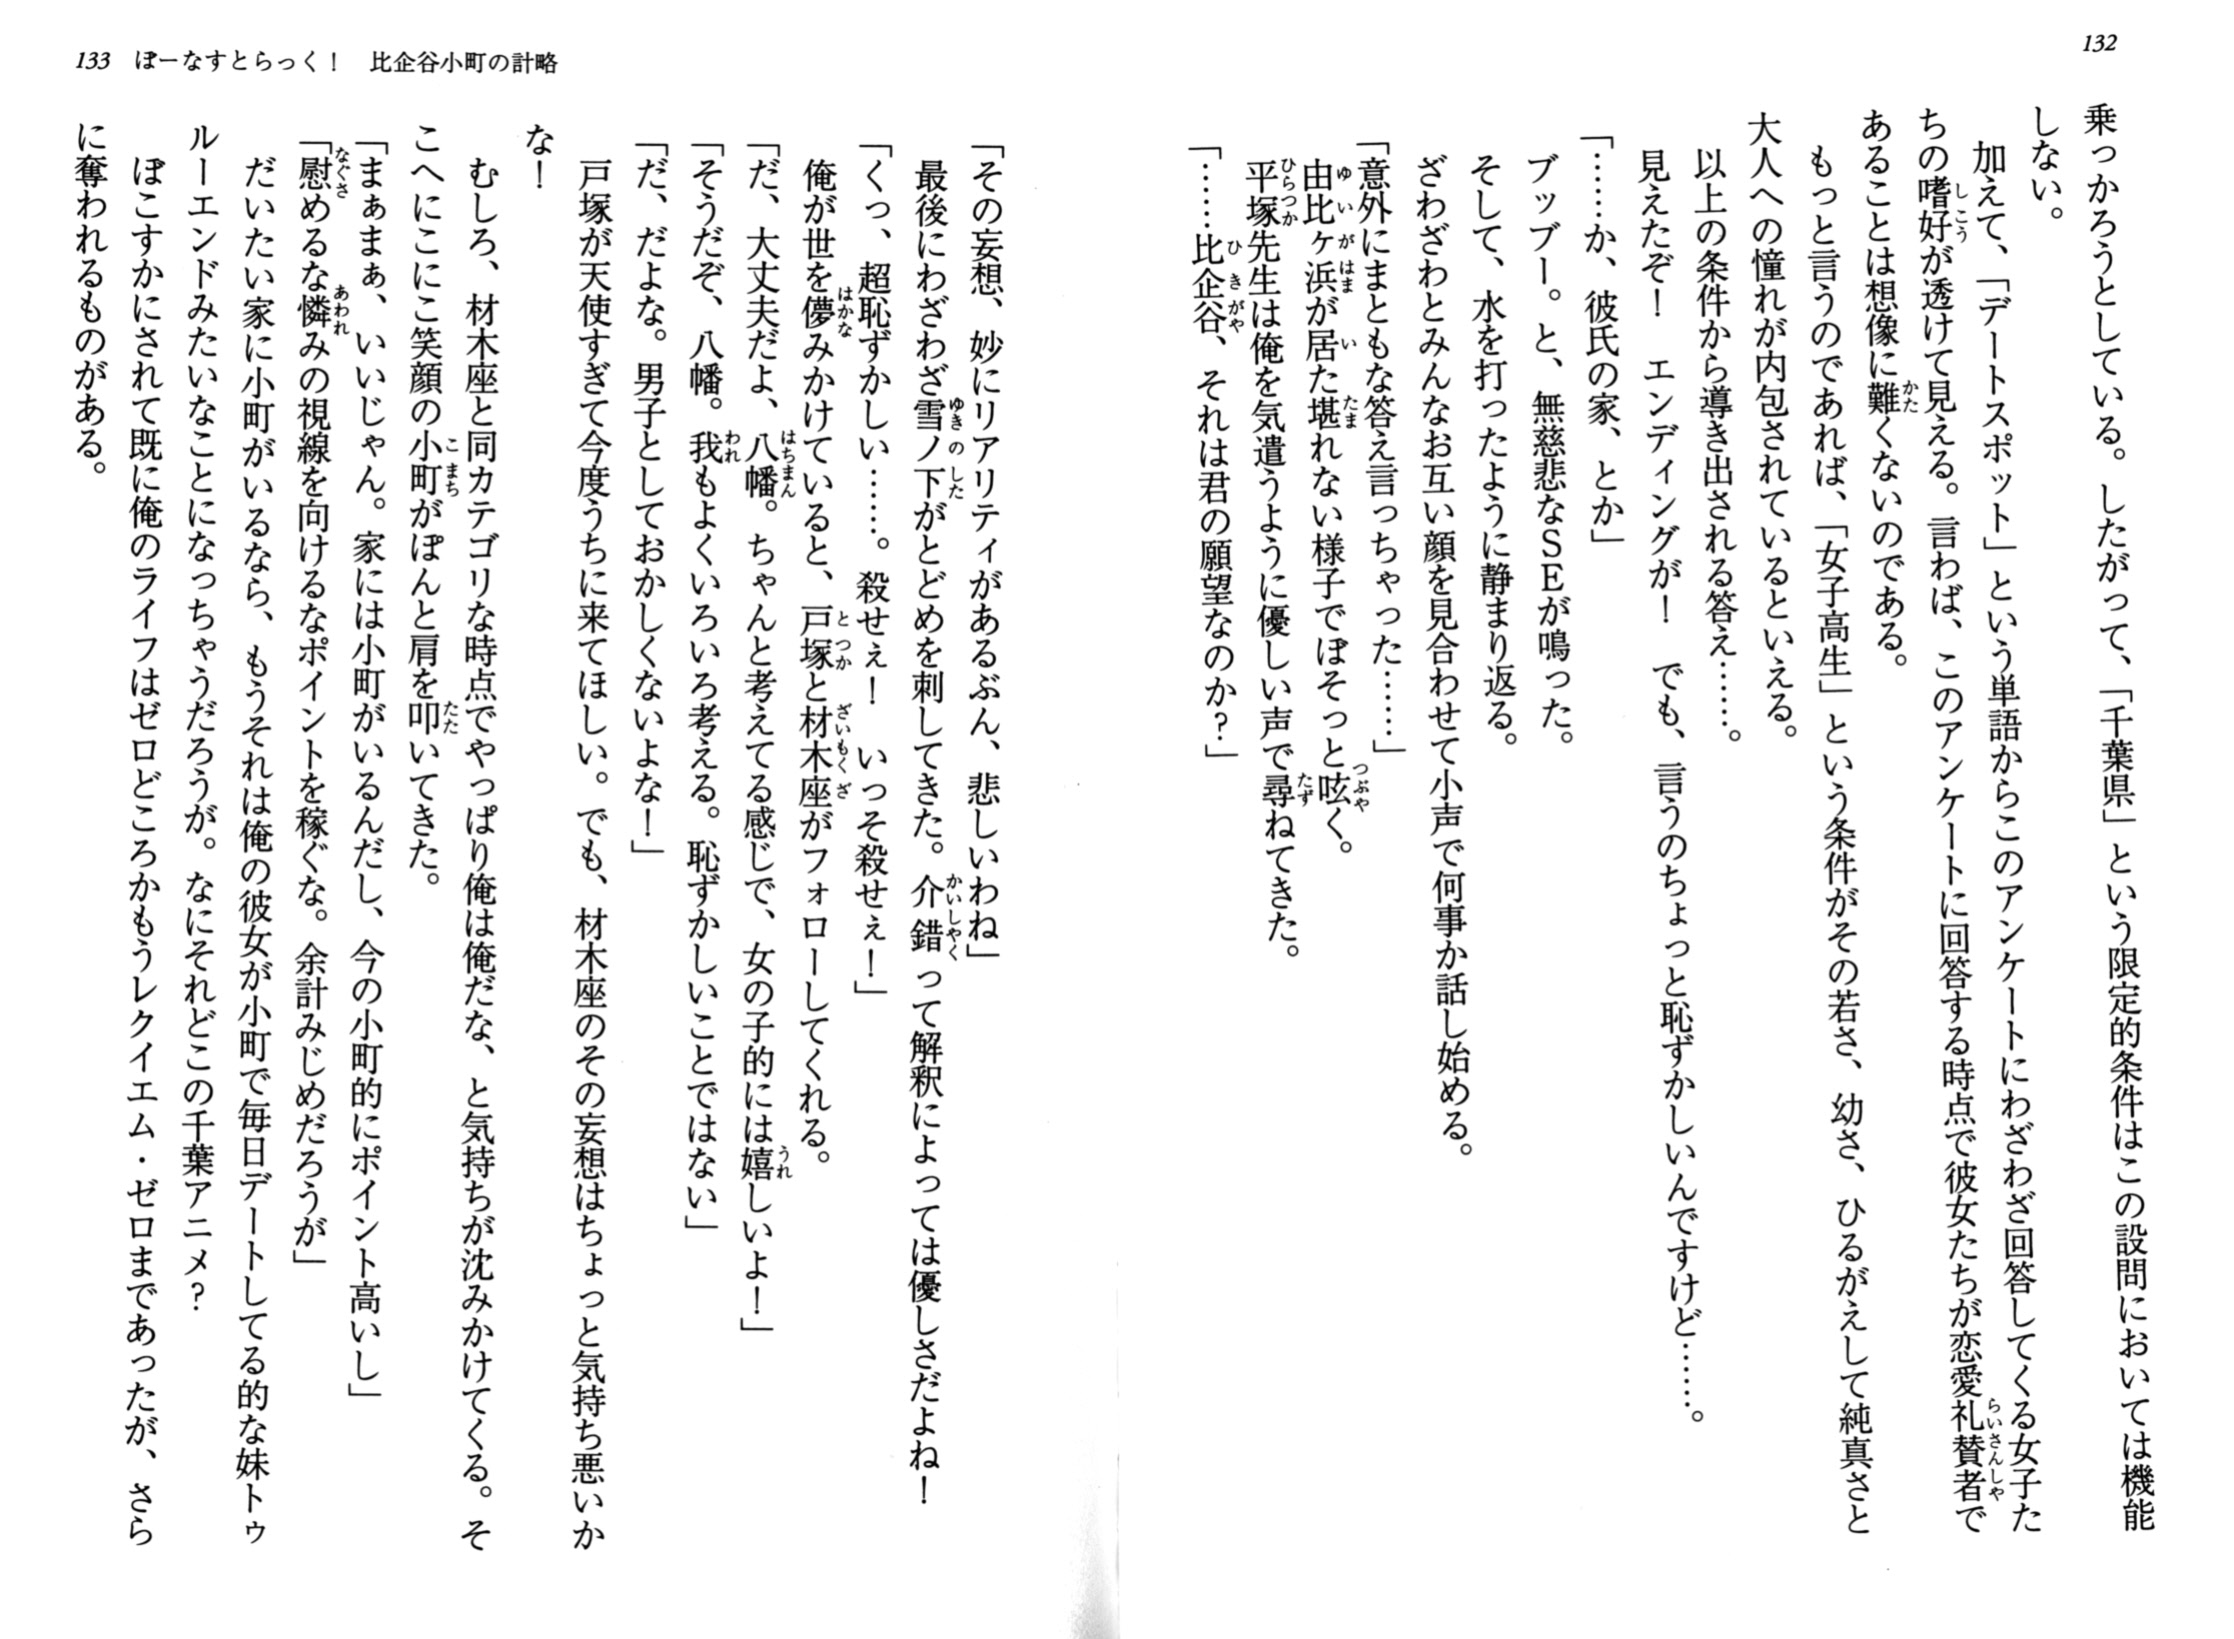 132
乗っかろうとしている。したがって、「千葉県」という限定的条件はこの設問においては機能
しない。
加えて、「デートスポット」という単語からこのアンケートにわざわざ回答してくる女子た
ちの嗜好が透けて見える。言わば、このアンケートに回答する時点で彼女たちが恋愛礼賛者で
あることは想像に難くないのである。
もっと言うのであれば、「女子高生」という条件がその若さ、幼さ、ひるがえして純真さと
大人への憧れが内包されているといえる。
以上の条件から導き出される答え……。
見えたぞ！　エンディングが！　でも、言うのちょっと恥ずかしいんですけど……。
「……か、彼氏の家、とか」
ブッブー。と、無慈悲なＳＥが鳴った。
そして、水を打ったように静まり返る。
ざわざわとみんなお互い顔を見合わせて小声で何事か話し始める。
「意外にまともな答え言っちゃった……」
由比ヶ浜が居た堪れない様子でぼそっと呟く。
平塚先生は俺を気遣うように優しい声で尋ねてきた。
「……比企谷、それは君の願望なのか？」
133　ぼーなすとらっく！　比企谷小町の計略
「その妄想、妙にリアリティがあるぶん、悲しいわね」
最後にわざわざ雪ノ下がとどめを刺してきた。介錯って解釈によっては優しさだよね！
「くっ、超恥ずかしい……。殺せぇ！　いっそ殺せぇ！」
俺が世を儚みかけていると、戸塚と材木座がフォローしてくれる。
「だ、大丈夫だよ、八幡。ちゃんと考えてる感じで、女の子的には嬉しいよ！」
「そうだぞ、八幡。我もよくいろいろ考える。恥ずかしいことではない」
「だ、だよな。男子としておかしくないよな！」
戸塚が天使すぎて今度うちに来てほしい。でも、材木座のその妄想はちょっと気持ち悪いか
な！
むしろ、材木座と同カテゴリな時点でやっぱり俺は俺だな、と気持ちが沈みかけてくる。そ
こへにこにこ笑顔の小町がぽんと肩を叩いてきた。
「まぁまぁ、いいじゃん。家には小町がいるんだし、今の小町的にポイント高いし」
「慰めるな憐みの視線を向けるなポイントを稼ぐな。余計みじめだろうが」
だいたい家に小町がいるなら、もうそれは俺の彼女が小町で毎日デートしてる的な妹トゥ
ルーエンドみたいなことになっちゃうだろうが。なにそれどこの千葉アニメ？
ぼこすかにされて既に俺のライフはゼロどころかもうレクイエム・ゼロまであったが、さら
に奪われるものがある。